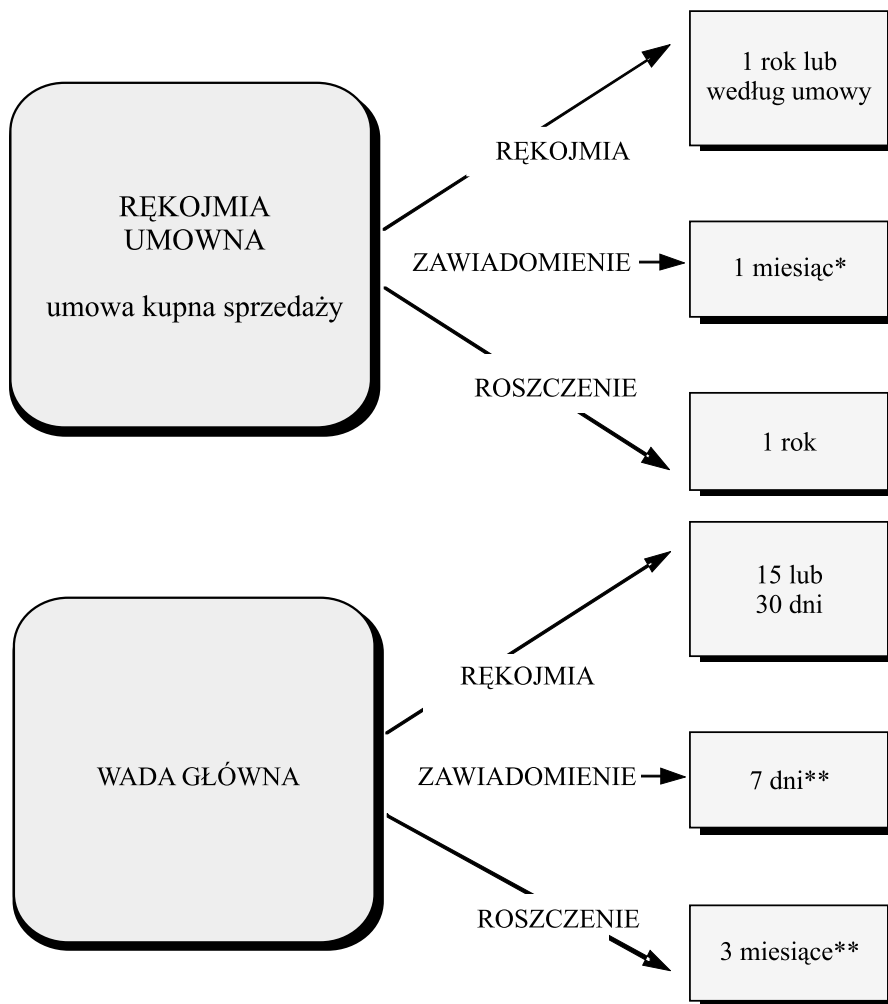 RĘKOJMIA
UMOWNA
umowa kupna sprzedaży
RĘKOJMIA
1 rok lub
według umowy
ZAWIADOMIENIE
1 miesiąc*
ROSZCZENIE
1 rok
WADA GŁÓWNA
RĘKOJMIA
15 lub
30 dni
ZAWIADOMIENIE
7 dni**
ROSZCZENIE
3 miesiące**